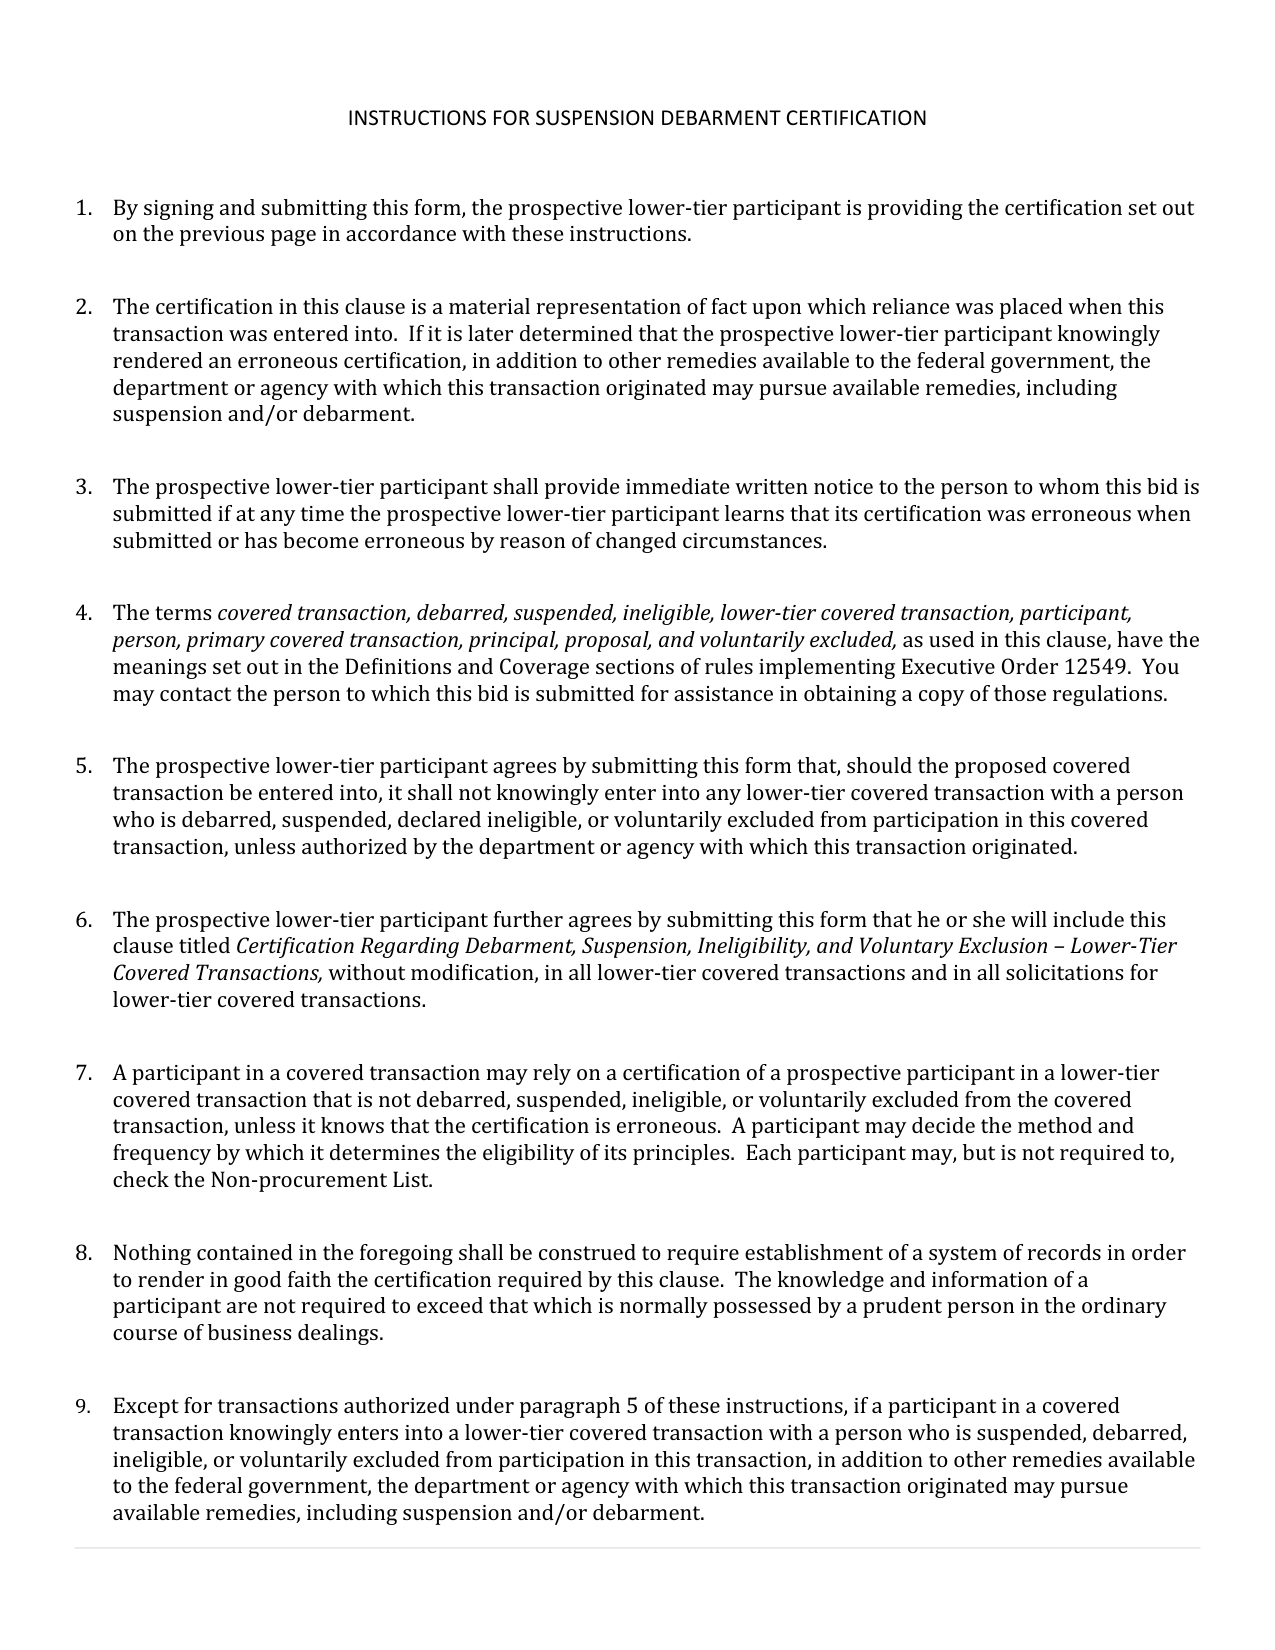 INSTRUCTIONS FOR SUSPENSION DEBARMENT CERTIFICATION
1. By signing and submitting this form, the prospective lower-tier participant is providing the certification set out
on the previous page in accordance with these instructions.
2. The certification in this clause is a material representation of fact upon which reliance was placed when this
transaction was entered into.  If it is later determined that the prospective lower-tier participant knowingly
rendered an erroneous certification, in addition to other remedies available to the federal government, the
department or agency with which this transaction originated may pursue available remedies, including
suspension and/or debarment.
3. The prospective lower-tier participant shall provide immediate written notice to the person to whom this bid is
submitted if at any time the prospective lower-tier participant learns that its certification was erroneous when
submitted or has become erroneous by reason of changed circumstances.
4. The terms covered transaction, debarred, suspended, ineligible, lower-tier covered transaction, participant,
person, primary covered transaction, principal, proposal, and voluntarily excluded, as used in this clause, have the
meanings set out in the Definitions and Coverage sections of rules implementing Executive Order 12549.  You
may contact the person to which this bid is submitted for assistance in obtaining a copy of those regulations.
5. The prospective lower-tier participant agrees by submitting this form that, should the proposed covered
transaction be entered into, it shall not knowingly enter into any lower-tier covered transaction with a person
who is debarred, suspended, declared ineligible, or voluntarily excluded from participation in this covered
transaction, unless authorized by the department or agency with which this transaction originated.
6. The prospective lower-tier participant further agrees by submitting this form that he or she will include this
clause titled Certification Regarding Debarment, Suspension, Ineligibility, and Voluntary Exclusion – Lower-Tier
Covered Transactions, without modification, in all lower-tier covered transactions and in all solicitations for
lower-tier covered transactions.
7. A participant in a covered transaction may rely on a certification of a prospective participant in a lower-tier
covered transaction that is not debarred, suspended, ineligible, or voluntarily excluded from the covered
transaction, unless it knows that the certification is erroneous.  A participant may decide the method and
frequency by which it determines the eligibility of its principles.  Each participant may, but is not required to,
check the Non-procurement List.
8. Nothing contained in the foregoing shall be construed to require establishment of a system of records in order
to render in good faith the certification required by this clause.  The knowledge and information of a
participant are not required to exceed that which is normally possessed by a prudent person in the ordinary
course of business dealings.
9. Except for transactions authorized under paragraph 5 of these instructions, if a participant in a covered
transaction knowingly enters into a lower-tier covered transaction with a person who is suspended, debarred,
ineligible, or voluntarily excluded from participation in this transaction, in addition to other remedies available
to the federal government, the department or agency with which this transaction originated may pursue
available remedies, including suspension and/or debarment.